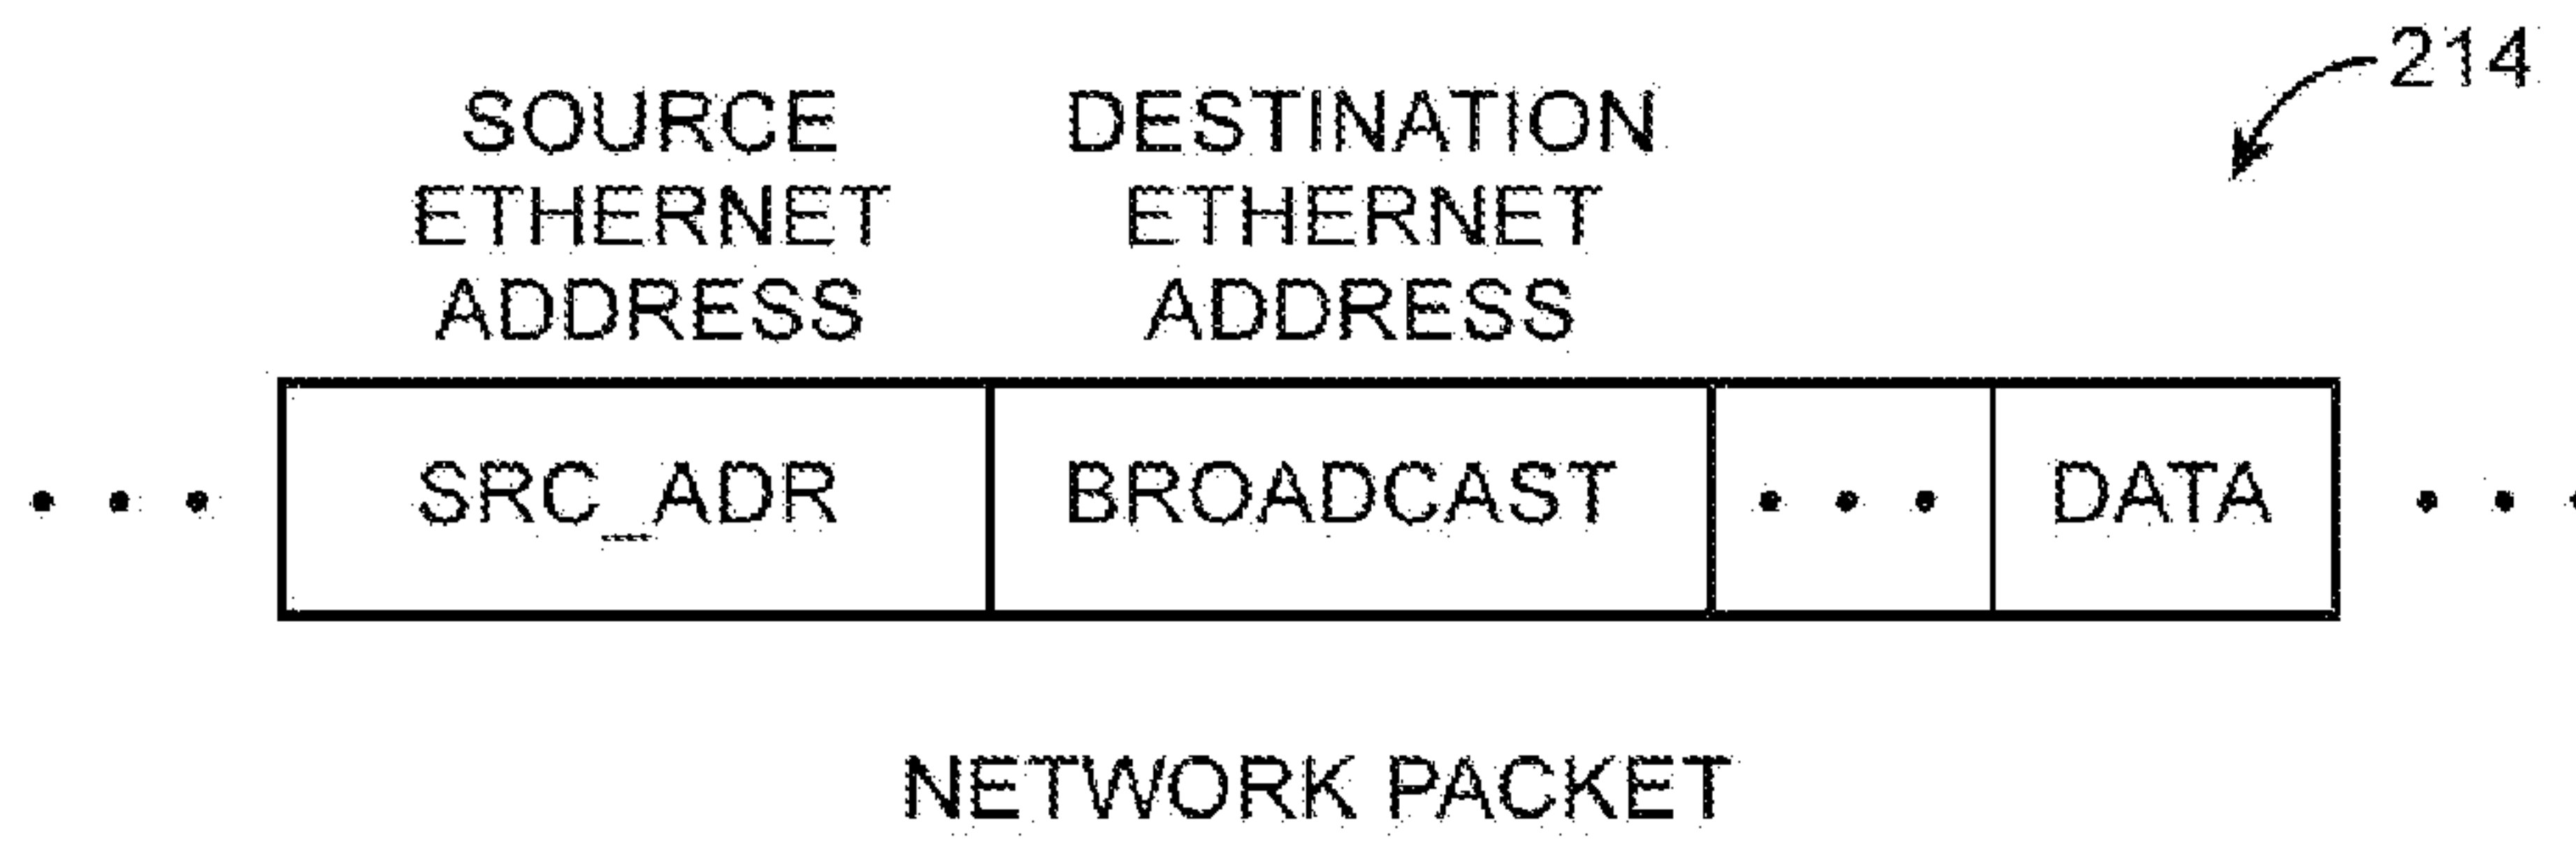 214
SOURCE ETHERNET ADDRESS
DESTINATION ETHERNET ADDRESS
• • • SRC_ADR BROADCAST • • • DATA • • •
NETWORK PACKET